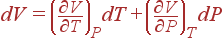 dV = (∂V/∂T)_P dT + (∂V/∂P)_T dP